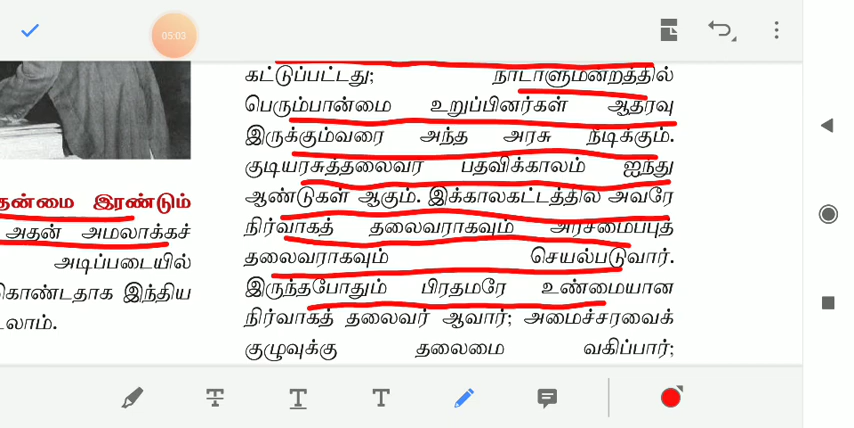 05:03
கட்டுப்பட்டது; நாடாளுமன்றத்தில்
பெரும்பான்மை உறுப்பினர்கள் ஆதரவு
இருக்கும்வரை அந்த அரசு நீடிக்கும்.
குடியரசுத்தலைவர் பதவிக்காலம் ஐந்து
ஆண்டுகள் ஆகும். இக்காலகட்டத்தில் அவரே
நிர்வாகத் தலைவராகவும் அரசமைப்புத்
தலைவராகவும் செயல்படுவார்.
இருந்தபோதும் பிரதமரே உண்மையான
நிர்வாகத் தலைவர் ஆவார்; அமைச்சரவைக்
குழுவுக்கு தலைமை வகிப்பார்;
தன்மை இரண்டும்
அதன் அமலாக்கச்
அடிப்படையில்
கொண்டதாக இந்திய
டலாம்.
T T T